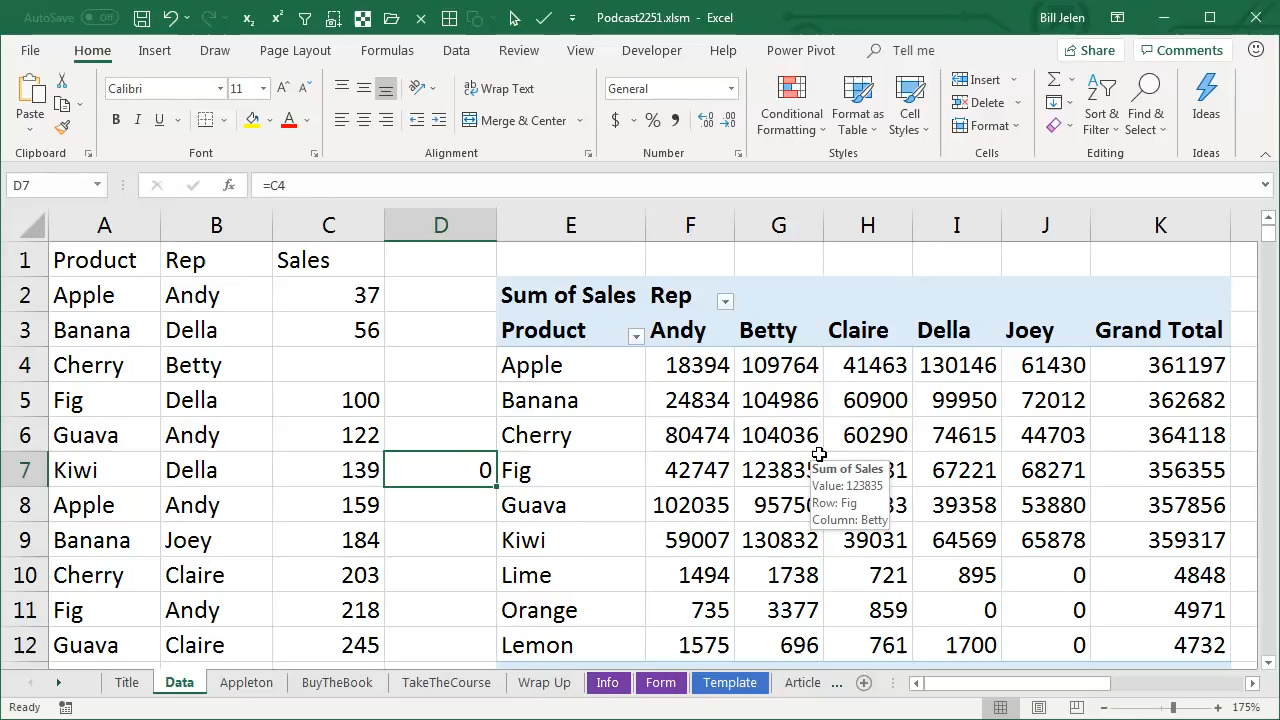 AutoSave Off Podcast2251.xlsm - Excel Bill Jelen
File Home Insert Draw Page Layout Formulas Data Review View Developer Help Power Pivot Tell me Share Comments
Paste Calibri 11 General
B I U Wrap Text Merge & Center $ % Conditional Formatting Format as Table Cell Styles Insert Delete Format Sort & Filter Find & Select Ideas
Clipboard Font Alignment Number Styles Cells Editing Ideas
D7 fx =C4
A B C D E F G H I J K
1 Product Rep Sales
2 Apple Andy 37 Sum of Sales Rep
3 Banana Della 56 Product Andy Betty Claire Della Joey Grand Total
4 Cherry Betty Apple 18394 109764 41463 130146 61430 361197
5 Fig Della 100 Banana 24834 104986 60900 99950 72012 362682
6 Guava Andy 122 Cherry 80474 104036 60290 74615 44703 364118
7 Kiwi Della 139 0 Fig 42747 123835 67221 68271 356355
8 Apple Andy 159 Guava 102035 39358 53880 357856
9 Banana Joey 184 Kiwi 59007 130832 39031 64569 65878 359317
10 Cherry Claire 203 Lime 1494 1738 721 895 0 4848
11 Fig Andy 218 Orange 735 3377 859 0 0 4971
12 Guava Claire 245 Lemon 1575 696 761 1700 0 4732
Sum of Sales
Value: 123835
Row: Fig
Column: Betty
Title Data Appleton BuyTheBook TakeTheCourse Wrap Up Info Form Template Article ...
Ready 175%